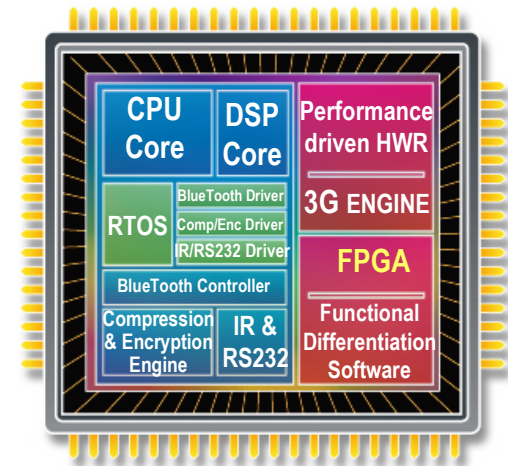 CPU
Core
DSP
Core
Performance
driven HWR
3G ENGINE
RTOS
BlueTooth Driver
Comp/Enc Driver
IR/RS232 Driver
BlueTooth Controller
Compression
& Encryption
Engine
IR &
RS232
FPGA
Functional
Differentiation
Software